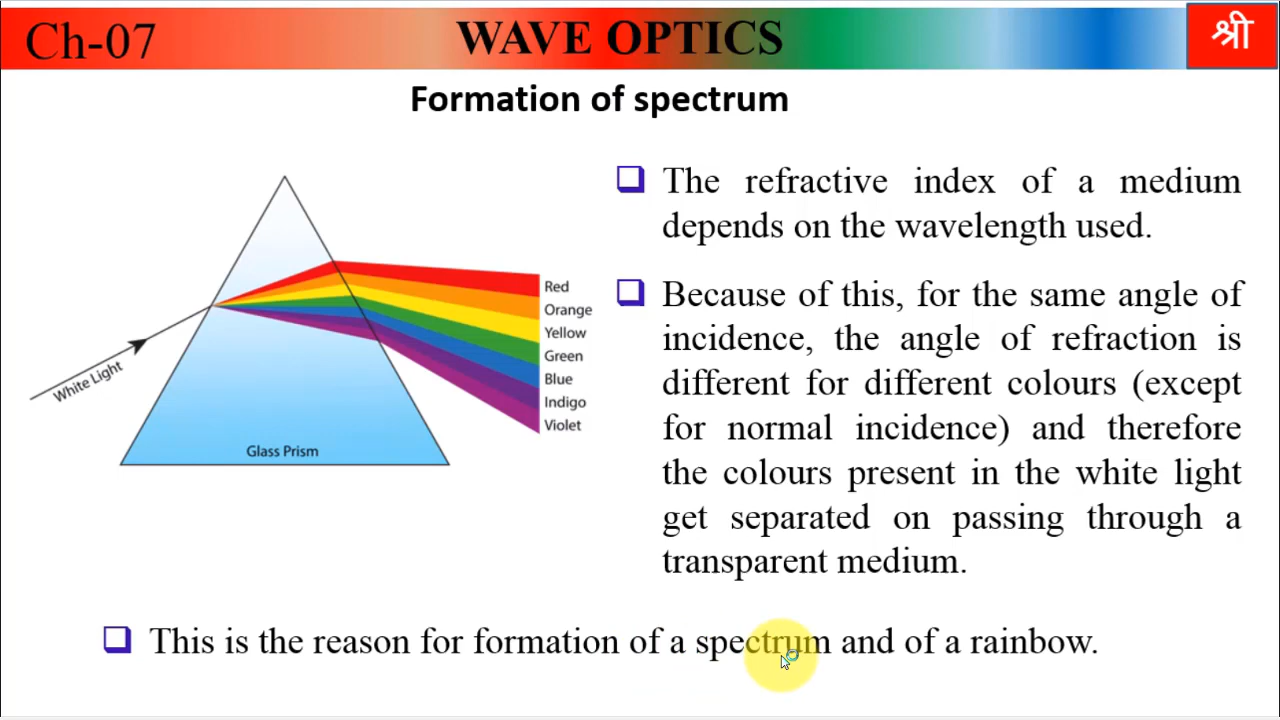 Ch-07
WAVE OPTICS
श्री
Formation of spectrum
The refractive index of a medium
depends on the wavelength used.
Because of this, for the same angle of
incidence, the angle of refraction is
different for different colours (except
for normal incidence) and therefore
the colours present in the white light
get separated on passing through a
transparent medium.
White Light
Glass Prism
Red
Orange
Yellow
Green
Blue
Indigo
Violet
This is the reason for formation of a spectrum and of a rainbow.